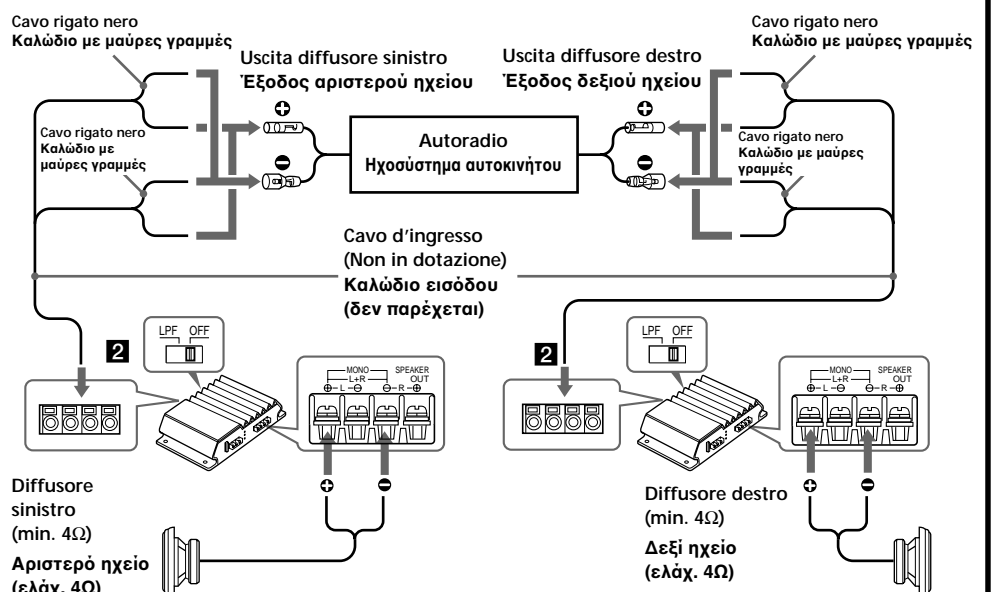 Cavo rigato nero
Καλώδιο με μαύρες γραμμές
Uscita diffusore sinistro
Έξοδος αριστερού ηχείου
Uscita diffusore destro
Έξοδος δεξιού ηχείου
Cavo rigato nero
Καλώδιο με μαύρες γραμμές
Cavo rigato nero
Καλώδιο με
μαύρες γραμμές
Autoradio
Ηχοσύστημα αυτοκινήτου
Cavo rigato nero
Καλώδιο με μαύρες
γραμμές
Cavo d'ingresso
(Non in dotazione)
Καλώδιο εισόδου
(δεν παρέχεται)
2
LPF OFF
MONO
L+R
SPEAKER
OUT
⊕–L–⊖ ⊖–R–⊕
2
LPF OFF
MONO
L+R
SPEAKER
OUT
⊕–L–⊖ ⊖–R–⊕
Diffusore
sinistro
(min. 4Ω)
Αριστερό ηχείο
(ελάχ. 4Ω)
Diffusore destro
(min. 4Ω)
Δεξί ηχείο
(ελάχ. 4Ω)